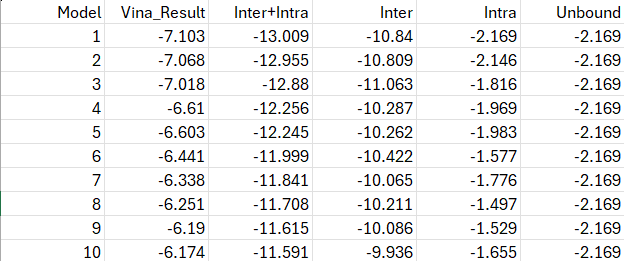 Model Vina_Result Inter+Intra Inter Intra Unbound
1 -7.103 -13.009 -10.84 -2.169 -2.169
2 -7.068 -12.955 -10.809 -2.146 -2.169
3 -7.018 -12.88 -11.063 -1.816 -2.169
4 -6.61 -12.256 -10.287 -1.969 -2.169
5 -6.603 -12.245 -10.262 -1.983 -2.169
6 -6.441 -11.999 -10.422 -1.577 -2.169
7 -6.338 -11.841 -10.065 -1.776 -2.169
8 -6.251 -11.708 -10.211 -1.497 -2.169
9 -6.19 -11.615 -10.086 -1.529 -2.169
10 -6.174 -11.591 -9.936 -1.655 -2.169